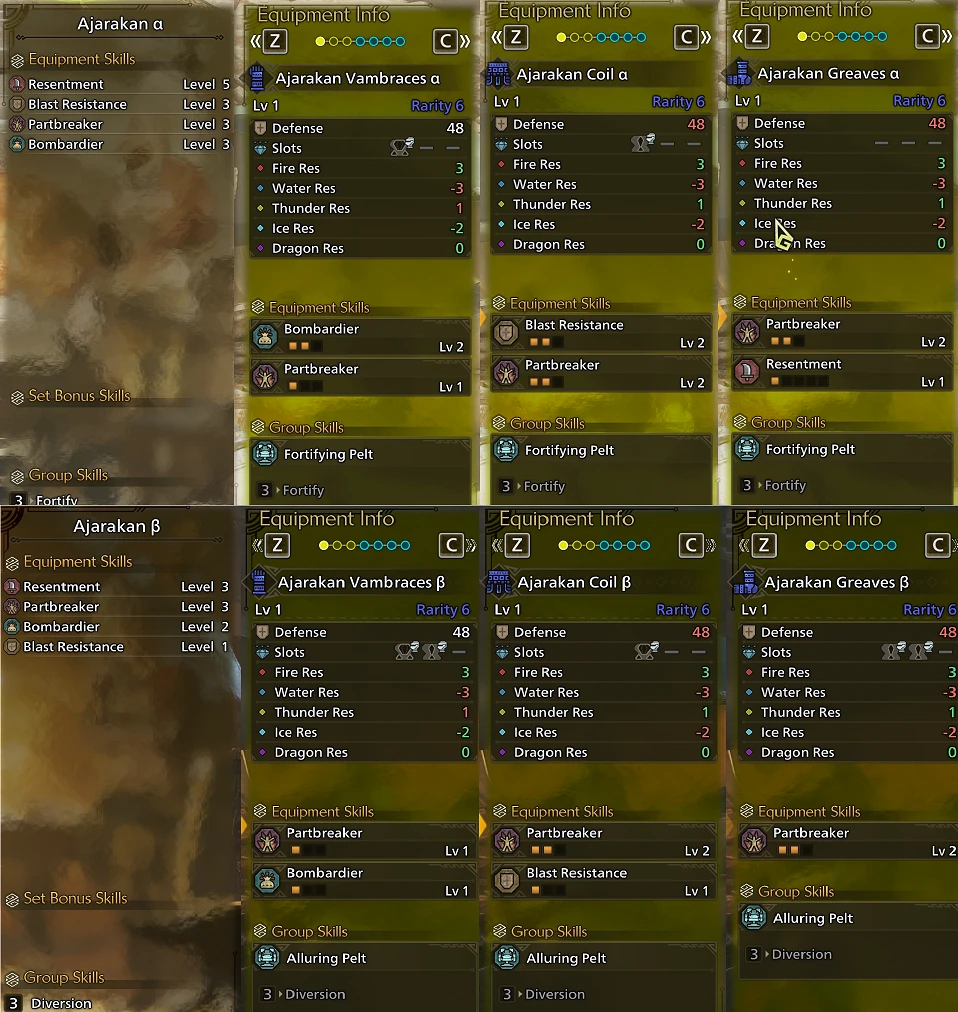 Ajarakan α
Equipment Skills
Resentment Level 5
Blast Resistance Level 3
Partbreaker Level 3
Bombardier Level 3
Set Bonus Skills
Group Skills
3 Fortify
Equipment Info
Z C
Ajarakan Vambraces α
Lv 1 Rarity 6
Defense 48
Slots
Fire Res 3
Water Res -3
Thunder Res 1
Ice Res -2
Dragon Res 0
Equipment Skills
Bombardier
Lv 2
Partbreaker
Lv 1
Group Skills
Fortifying Pelt
3 Fortify
Equipment Info
Z C
Ajarakan Coil α
Lv 1 Rarity 6
Defense 48
Slots
Fire Res 3
Water Res -3
Thunder Res 1
Ice Res -2
Dragon Res 0
Equipment Skills
Blast Resistance
Lv 2
Partbreaker
Lv 2
Group Skills
Fortifying Pelt
3 Fortify
Equipment Info
Z C
Ajarakan Greaves α
Lv 1 Rarity 6
Defense 48
Slots
Fire Res 3
Water Res -3
Thunder Res 1
Ice Res -2
Dragon Res 0
Equipment Skills
Partbreaker
Lv 2
Resentment
Lv 1
Group Skills
Fortifying Pelt
3 Fortify
Ajarakan β
Equipment Skills
Resentment Level 3
Partbreaker Level 3
Bombardier Level 2
Blast Resistance Level 1
Set Bonus Skills
Group Skills
3 Diversion
Equipment Info
Z C
Ajarakan Vambraces β
Lv 1 Rarity 6
Defense 48
Slots
Fire Res 3
Water Res -3
Thunder Res 1
Ice Res -2
Dragon Res 0
Equipment Skills
Partbreaker
Lv 1
Bombardier
Lv 1
Group Skills
Alluring Pelt
3 Diversion
Equipment Info
Z C
Ajarakan Coil β
Lv 1 Rarity 6
Defense 48
Slots
Fire Res 3
Water Res -3
Thunder Res 1
Ice Res -2
Dragon Res 0
Equipment Skills
Partbreaker
Lv 2
Blast Resistance
Lv 1
Group Skills
Alluring Pelt
3 Diversion
Equipment Info
Z C
Ajarakan Greaves β
Lv 1 Rarity 6
Defense 48
Slots
Fire Res 3
Water Res -3
Thunder Res 1
Ice Res -2
Dragon Res 0
Equipment Skills
Partbreaker
Lv 2
Group Skills
Alluring Pelt
3 Diversion